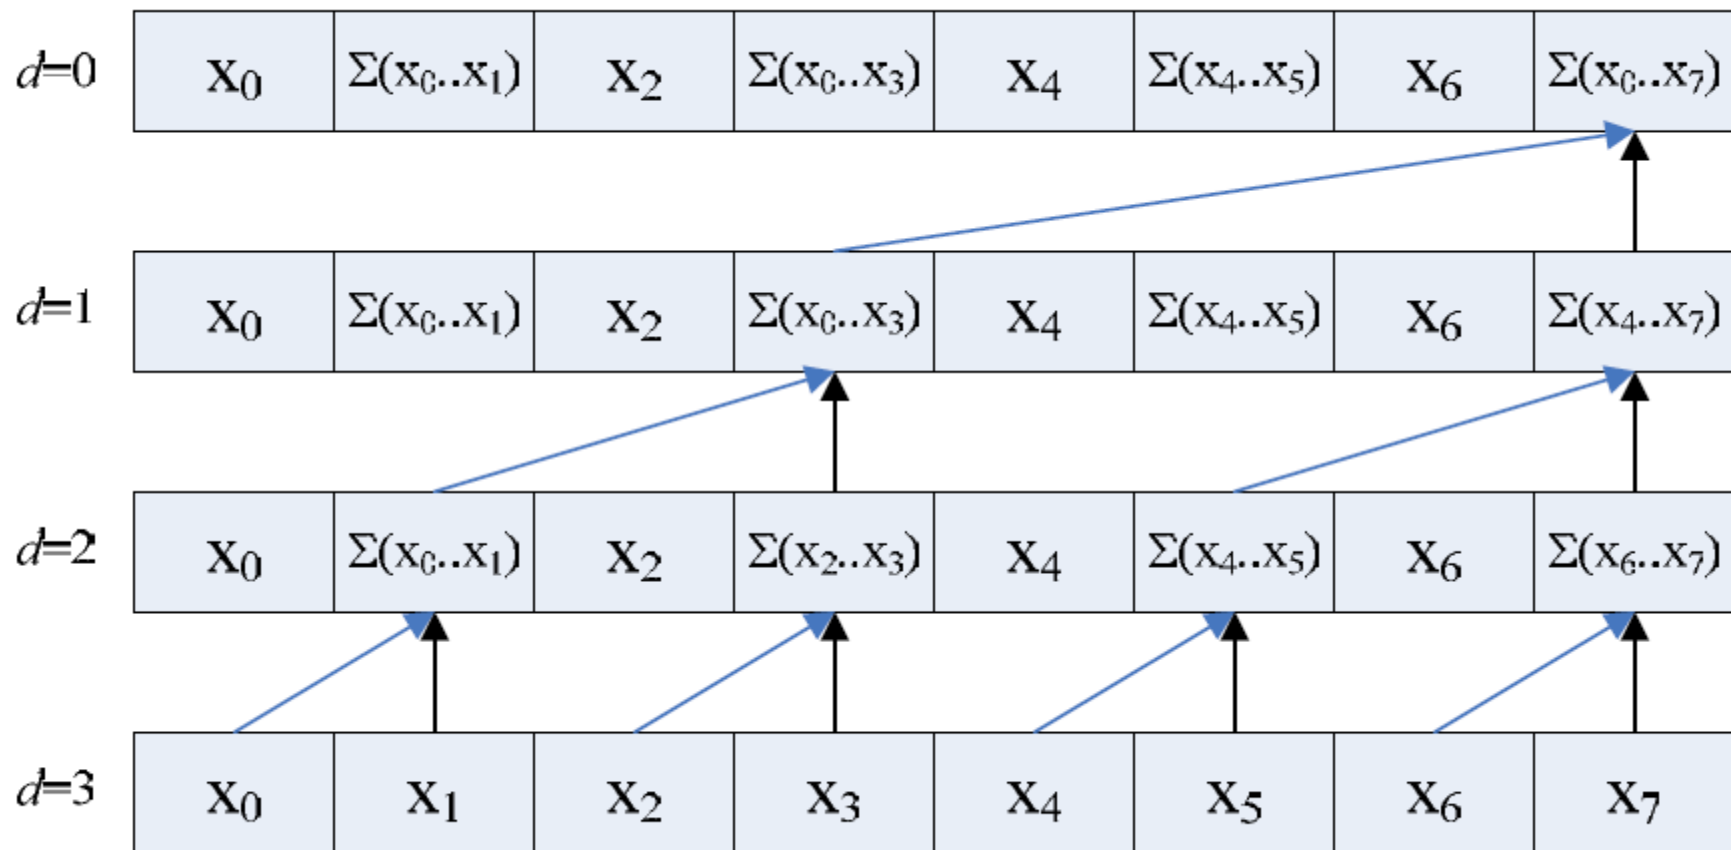 d=0 x₀ Σ(x₀..x₁) x₂ Σ(x₀..x₃) x₄ Σ(x₄..x₅) x₆ Σ(x₀..x₇)
d=1 x₀ Σ(x₀..x₁) x₂ Σ(x₀..x₃) x₄ Σ(x₄..x₅) x₆ Σ(x₄..x₇)
d=2 x₀ Σ(x₀..x₁) x₂ Σ(x₂..x₃) x₄ Σ(x₄..x₅) x₆ Σ(x₆..x₇)
d=3 x₀ x₁ x₂ x₃ x₄ x₅ x₆ x₇